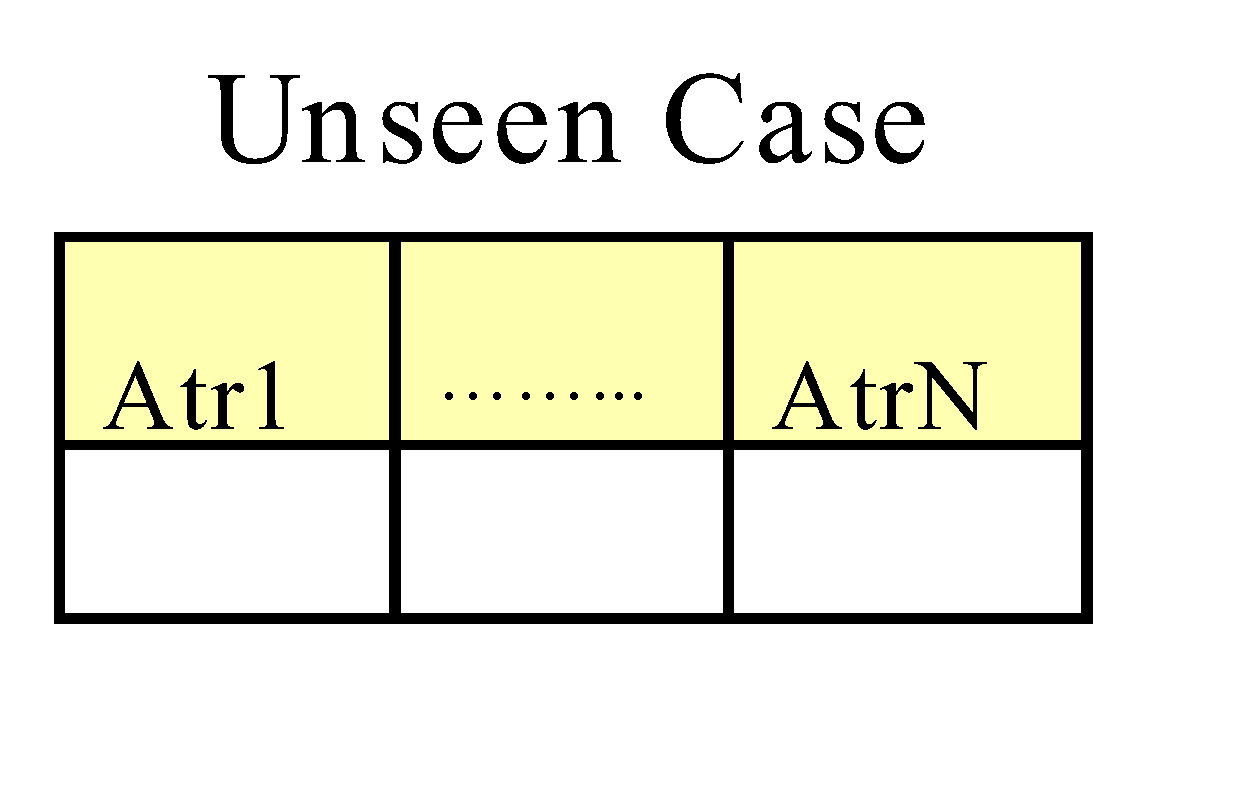 Unseen Case
Atr1 ……... AtrN